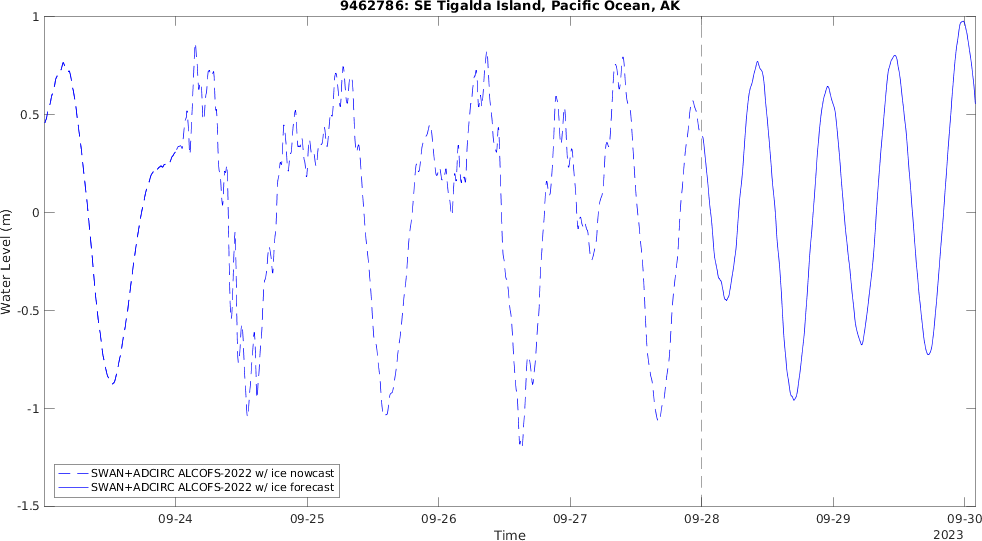 9462786: SE Tigalda Island, Pacific Ocean, AK
1
0.5
0
-0.5
-1
-1.5
Water Level (m)
SWAN+ADCIRC ALCOFS-2022 w/ ice nowcast
SWAN+ADCIRC ALCOFS-2022 w/ ice forecast
09-24 09-25 09-26 09-27 09-28 09-29 09-30
Time
2023